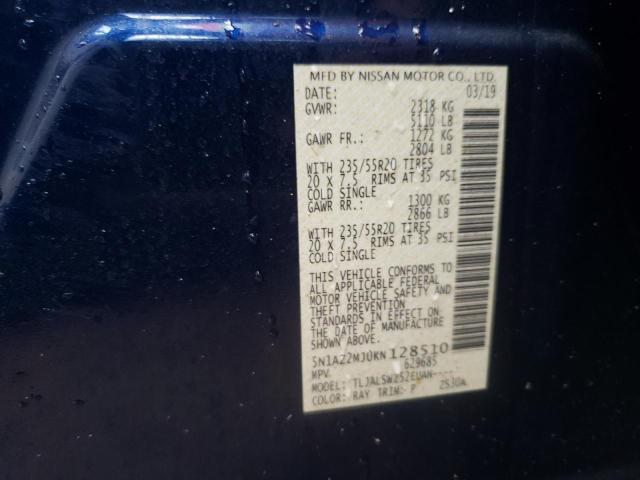 MFD BY NISSAN MOTOR CO., LTD.
DATE: 03/19
GVWR: 2318 KG
5110 LB
GAWR FR.: 1272 KG
2804 LB
WITH 235/55R20 TIRES
20 X 7.5 RIMS AT 35 PSI
COLD SINGLE
GAWR RR.: 1300 KG
2866 LB
WITH 235/55R20 TIRES
20 X 7.5 RIMS AT 35 PSI
COLD SINGLE
THIS VEHICLE CONFORMS TO
ALL APPLICABLE FEDERAL
MOTOR VEHICLE SAFETY AND
THEFT PREVENTION
STANDARDS IN EFFECT ON
THE DATE OF MANUFACTURE
SHOWN ABOVE.
5N1AZ2MJ0KN128510
MPV 629685
MODEL: TLJALSWZ52EUAN----
COLOR: RAY TRIM: P 2S30A